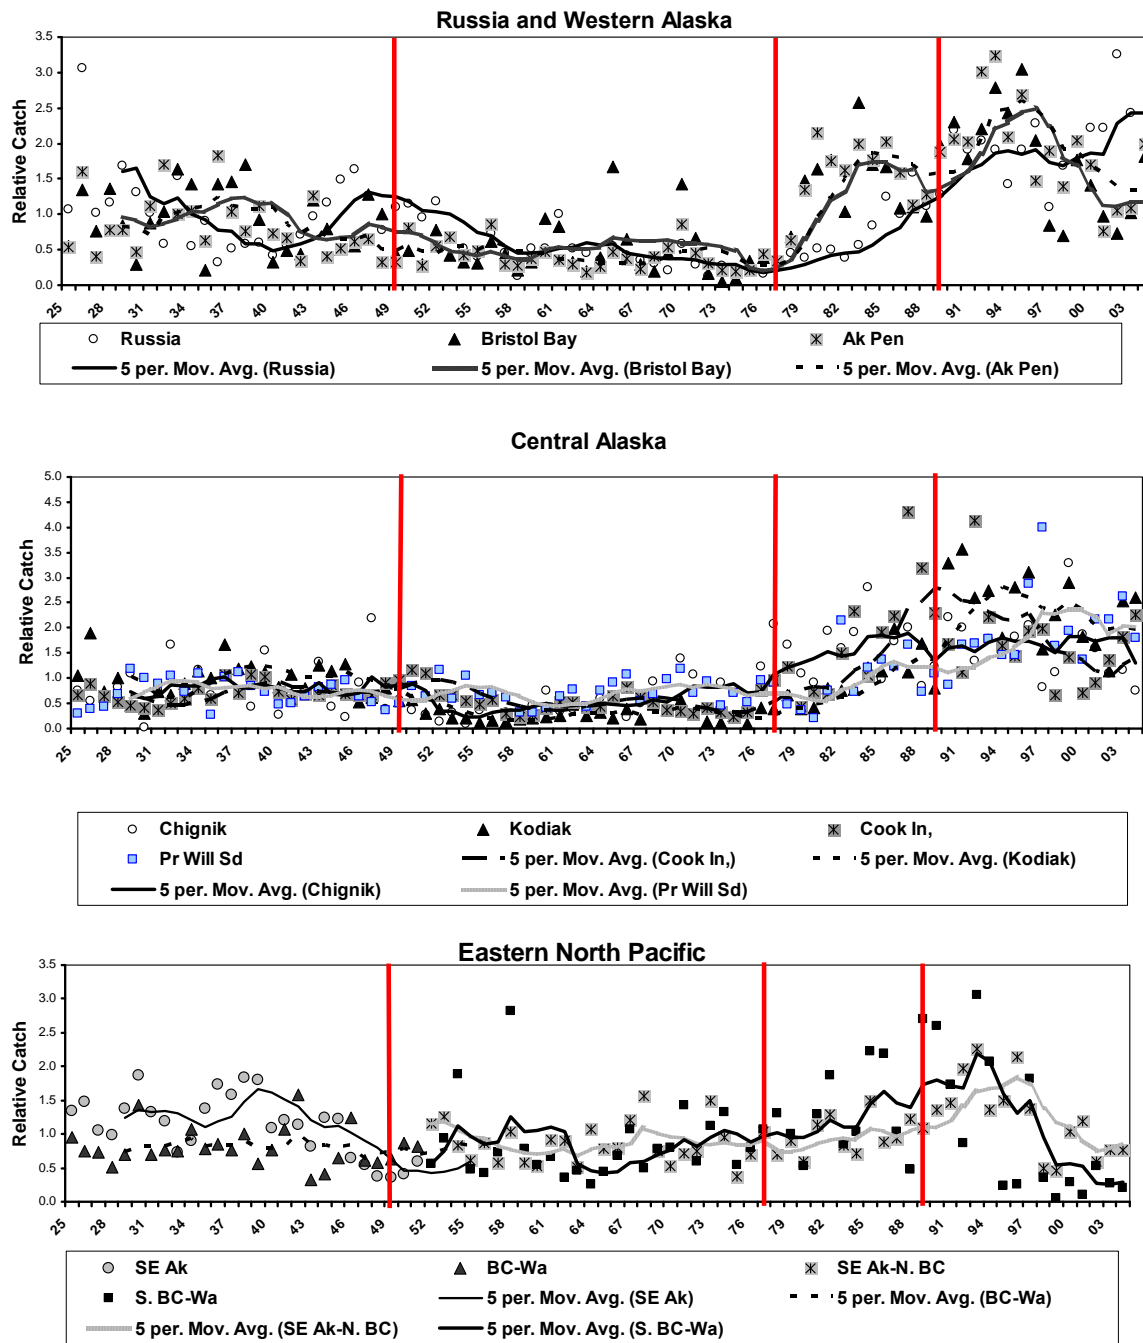 Russia and Western Alaska
Relative Catch
3.5
3.0
2.5
2.0
1.5
1.0
0.5
0.0
25 28 31 34 37 40 43 46 49 52 55 58 61 64 67 70 73 76 79 82 85 88 91 94 97 00 03
Russia Bristol Bay Ak Pen
5 per. Mov. Avg. (Russia) 5 per. Mov. Avg. (Bristol Bay) 5 per. Mov. Avg. (Ak Pen)
Central Alaska
Relative Catch
5.0
4.5
4.0
3.5
3.0
2.5
2.0
1.5
1.0
0.5
0.0
25 28 31 34 37 40 43 46 49 52 55 58 61 64 67 70 73 76 79 82 85 88 91 94 97 00 03
Chignik Kodiak Cook In,
Pr Will Sd 5 per. Mov. Avg. (Cook In,) 5 per. Mov. Avg. (Kodiak)
5 per. Mov. Avg. (Chignik) 5 per. Mov. Avg. (Pr Will Sd)
Eastern North Pacific
Relative Catch
3.5
3.0
2.5
2.0
1.5
1.0
0.5
0.0
25 28 31 34 37 40 43 46 49 52 55 58 61 64 67 70 73 76 79 82 85 88 91 94 97 00 03
SE Ak BC-Wa SE Ak-N. BC
S. BC-Wa 5 per. Mov. Avg. (SE Ak) 5 per. Mov. Avg. (BC-Wa)
5 per. Mov. Avg. (SE Ak-N. BC) 5 per. Mov. Avg. (S. BC-Wa)